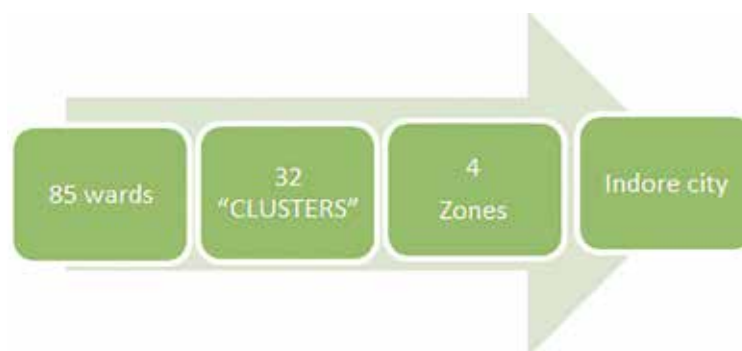 85 wards
32
“CLUSTERS”
4
Zones
Indore city